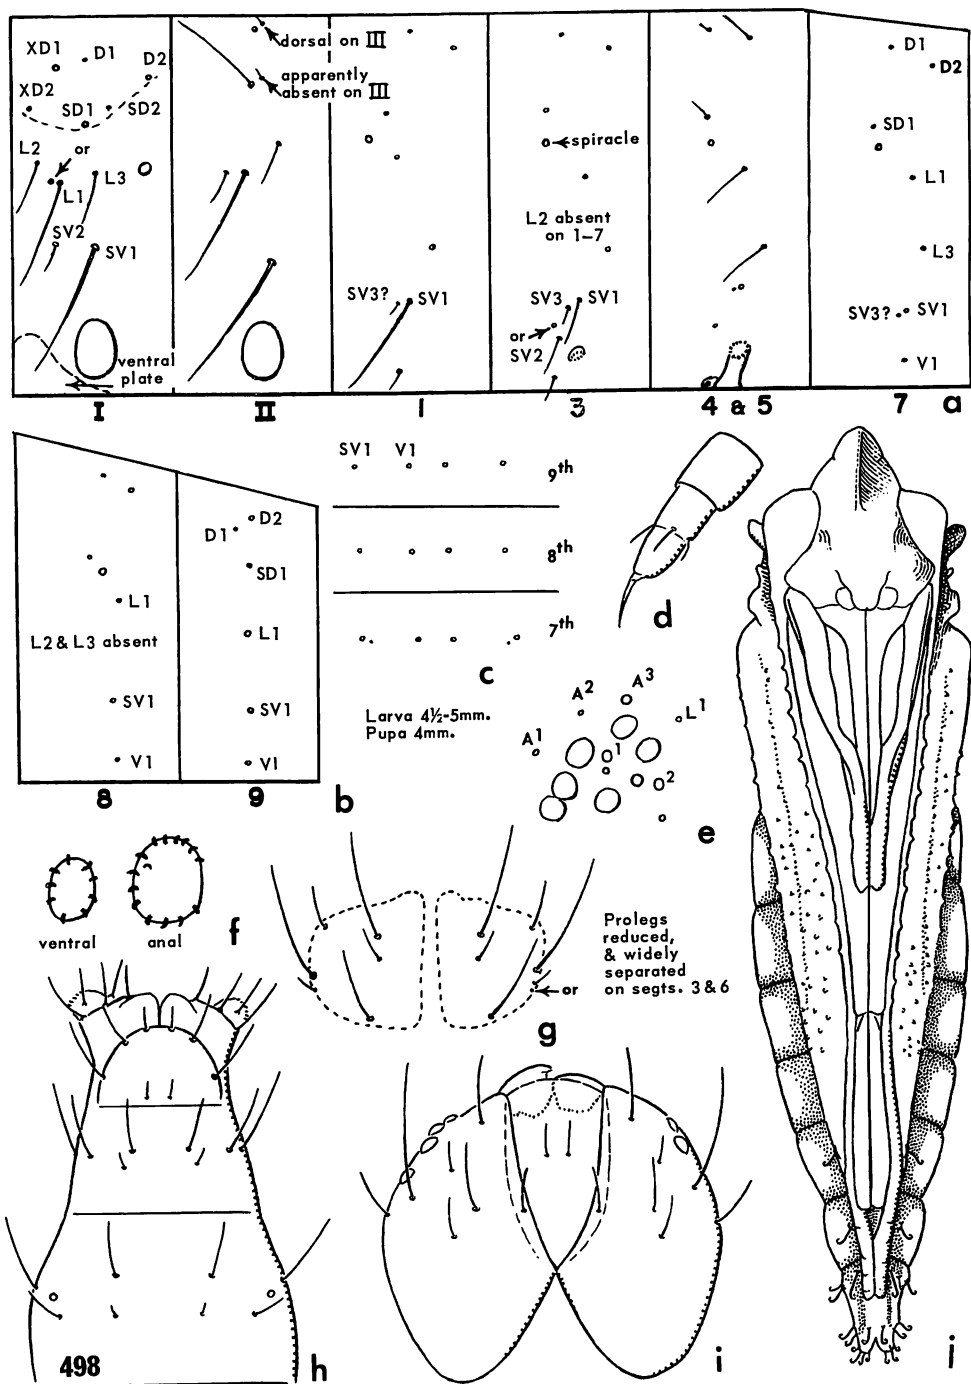 XD1
D1
D2
XD2
SD1
SD2
L2
or
L1
L3
SV2
SV1
ventral
plate
I
dorsal on III
apparently
absent on III
II
SV3?
SV1
1
spiracle
L2 absent
on 1-7
SV3
SV1
or
SV2
3
4 & 5
D1
D2
SD1
L1
L3
SV3?
SV1
V1
7
a
L1
L2 & L3 absent
SV1
V1
8
D2
D1
SD1
L1
SV1
V1
9
b
SV1 V1
9th
8th
7th
c
Larva 4½-5mm.
Pupa 4mm.
d
A1
A2
A3
L1
O1
O2
e
ventral
anal
f
Prolegs
reduced,
& widely
separated
on segts. 3 & 6
or
g
498
h
i
j